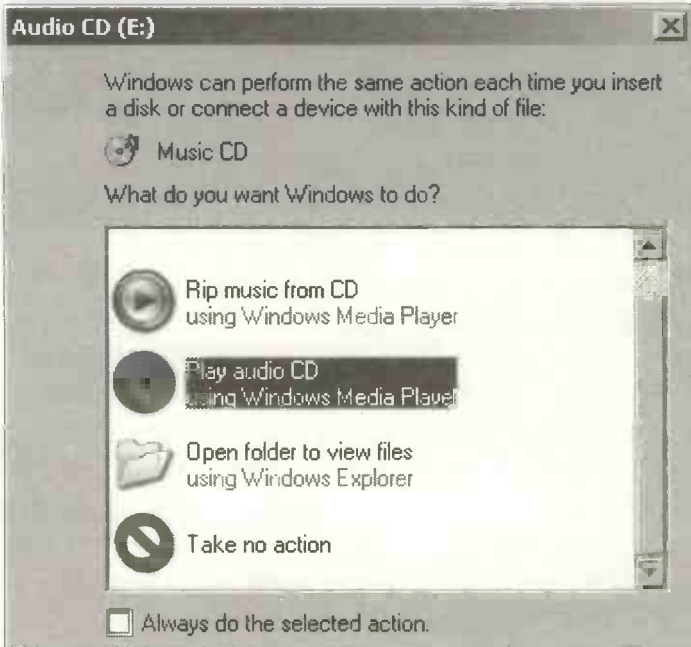 Audio CD (E:)
Windows can perform the same action each time you insert
a disk or connect a device with this kind of file:
Music CD
What do you want Windows to do?
Rip music from CD
using Windows Media Player
Play audio CD
using Windows Media Player
Open folder to view files
using Windows Explorer
Take no action
Always do the selected action.